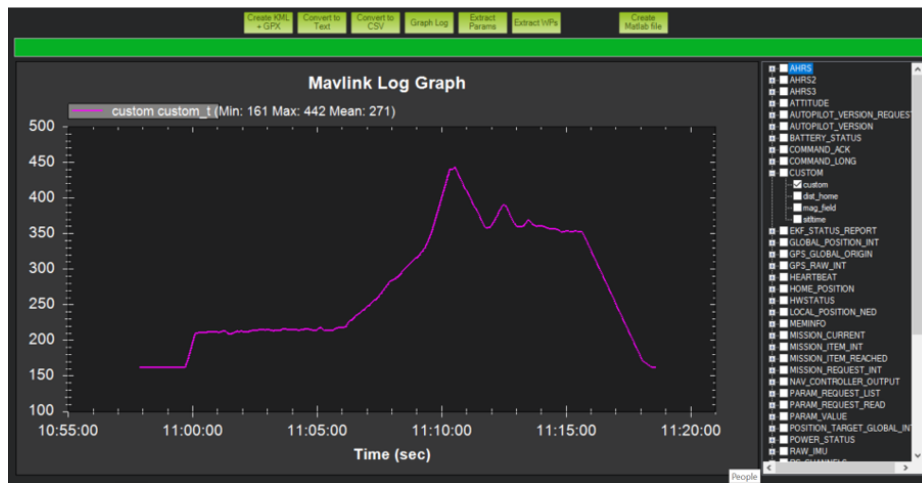 Create KML + GPX
Convert to Text
Convert to CSV
Graph Log
Extract Params
Extract WPs
Create Matlab file
Mavlink Log Graph
custom custom_t (Min: 161 Max: 442 Mean: 271)
500
450
400
350
300
250
200
150
100
10:55:00
11:00:00
11:05:00
11:10:00
11:15:00
11:20:00
Time (sec)
AHRS
AHRS2
AHRS3
ATTITUDE
AUTOPILOT_VERSION_REQUEST
AUTOPILOT_VERSION
BATTERY_STATUS
COMMAND_ACK
COMMAND_LONG
CUSTOM
custom
dist_home
mag_field
sitltime
EKF_STATUS_REPORT
GLOBAL_POSITION_INT
GPS_GLOBAL_ORIGIN
GPS_RAW_INT
HEARTBEAT
HOME_POSITION
HWSTATUS
LOCAL_POSITION_NED
MEMINFO
MISSION_CURRENT
MISSION_ITEM_INT
MISSION_ITEM_REACHED
MISSION_REQUEST_INT
NAV_CONTROLLER_OUTPUT
PARAM_REQUEST_LIST
PARAM_REQUEST_READ
PARAM_VALUE
POSITION_TARGET_GLOBAL_IN
POWER_STATUS
RAW_IMU
People